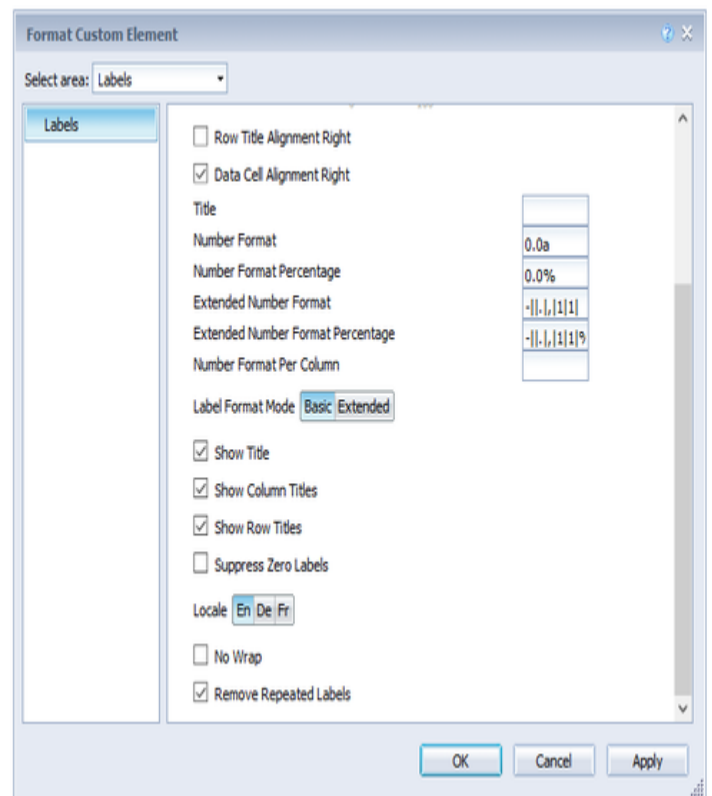 Format Custom Element
Select area: Labels
Labels
Row Title Alignment Right
Data Cell Alignment Right
Title
Number Format 0.0a
Number Format Percentage 0.0%
Extended Number Format -||.|,|1|1|
Extended Number Format Percentage -||.|,|1|1|%
Number Format Per Column
Label Format Mode Basic Extended
Show Title
Show Column Titles
Show Row Titles
Suppress Zero Labels
Locale En De Fr
No Wrap
Remove Repeated Labels
OK Cancel Apply